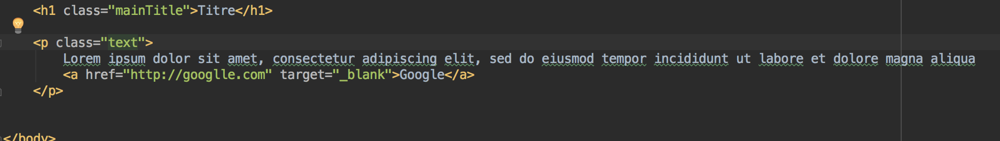 <h1 class="mainTitle">Titre</h1>
<p class="text">
Lorem ipsum dolor sit amet, consectetur adipiscing elit, sed do eiusmod tempor incididunt ut labore et dolore magna aliqua
<a href="http://googlle.com" target="_blank">Google</a>
</p>
</body>